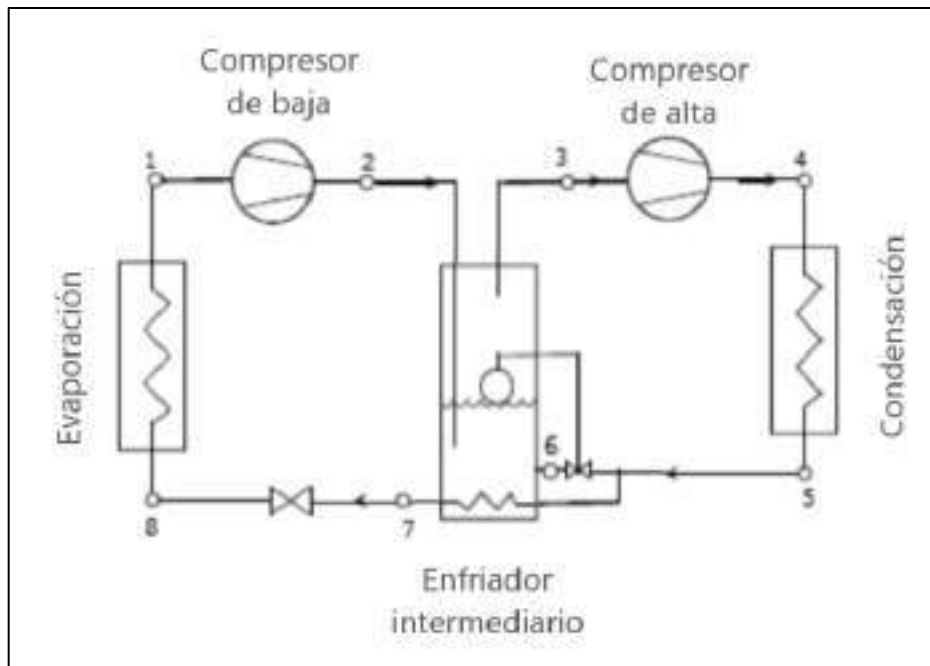 Compresor
de baja
Compresor
de alta
1
2
3
4
Evaporación
Condensación
6
8
7
5
Enfriador
intermediario